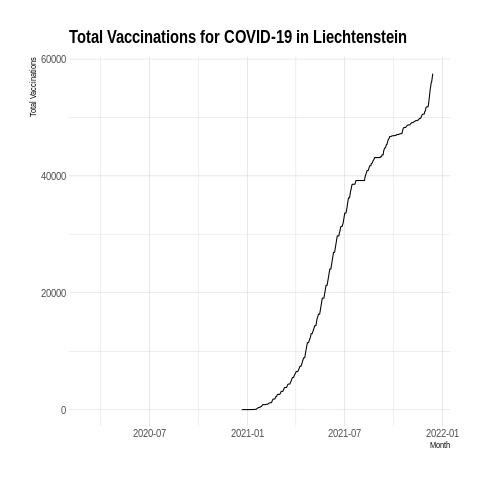 Total Vaccinations for COVID-19 in Liechtenstein
Total Vaccinations
60000
40000
20000
0
2020-07 2021-01 2021-07 2022-01
Month